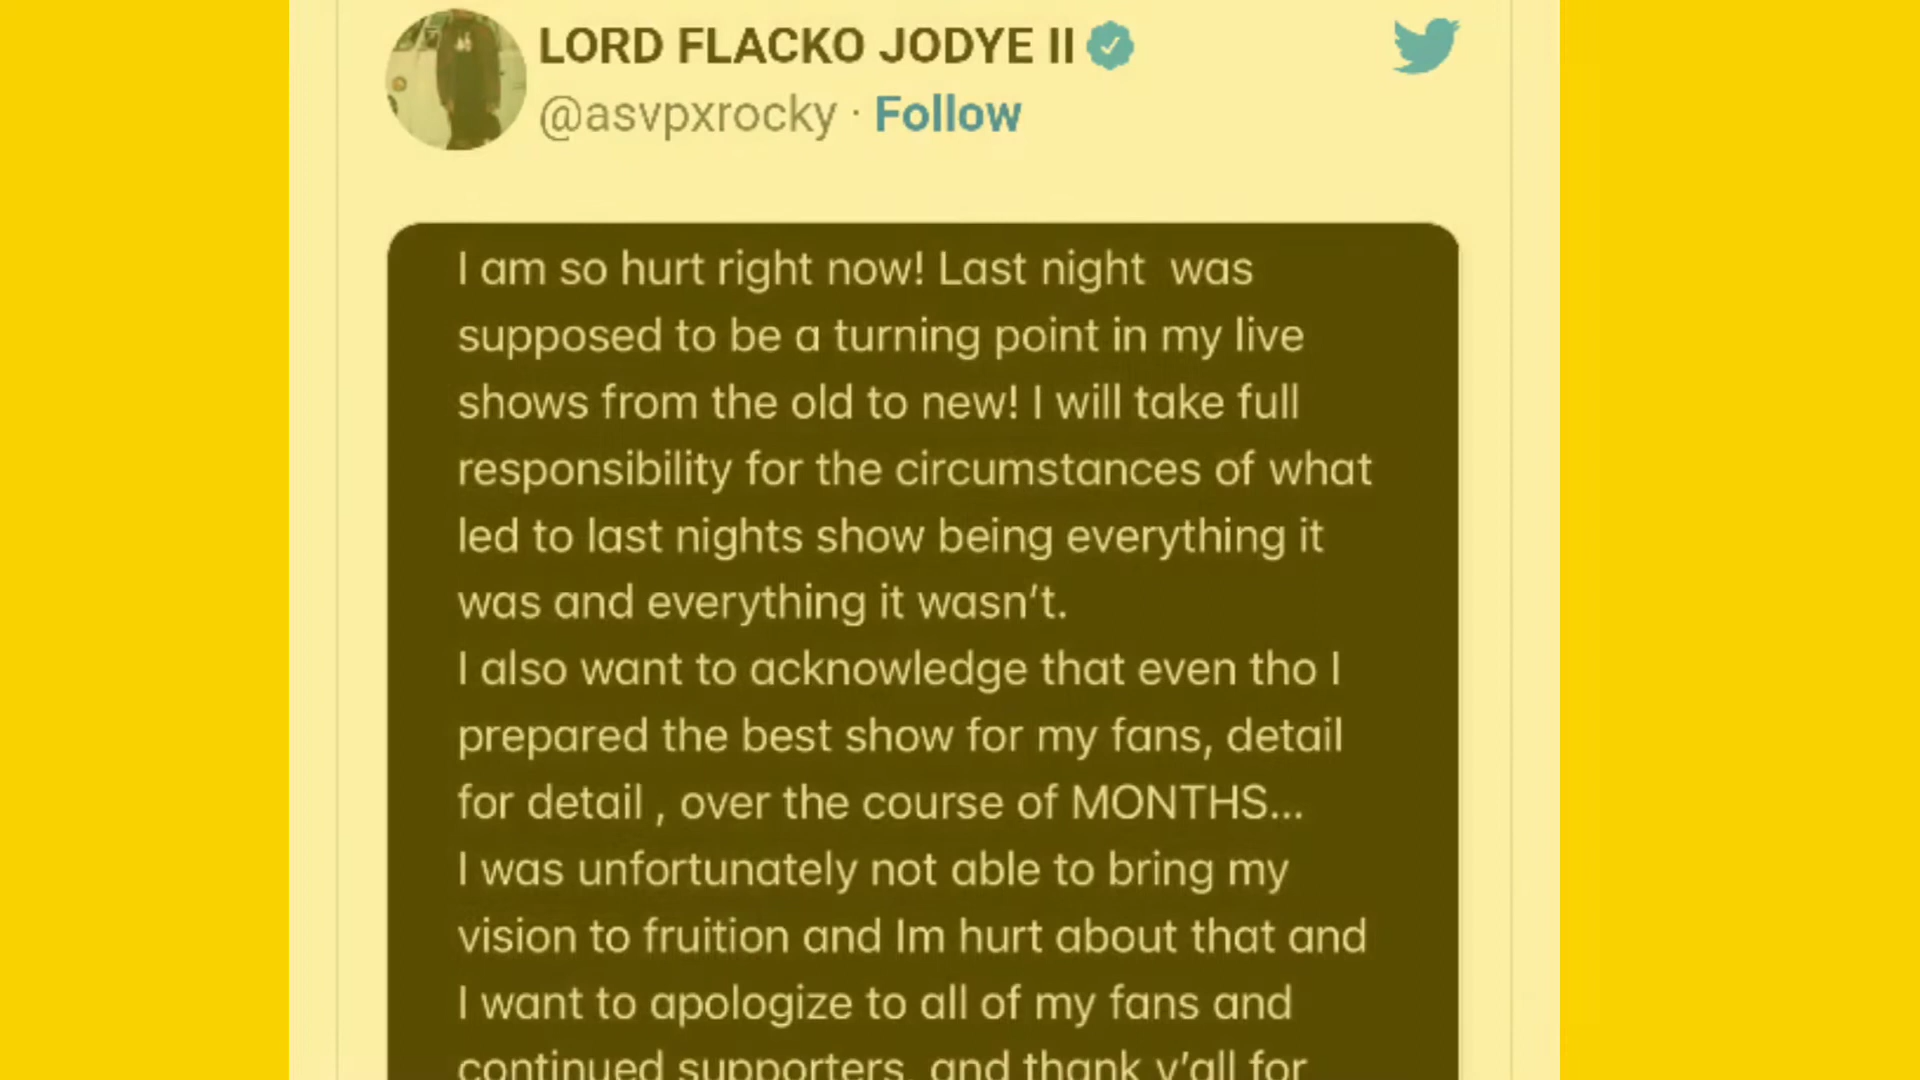 LORD FLACKO JODYE II
@asvpxrocky · Follow
I am so hurt right now! Last night  was
supposed to be a turning point in my live
shows from the old to new! I will take full
responsibility for the circumstances of what
led to last nights show being everything it
was and everything it wasn’t.
I also want to acknowledge that even tho I
prepared the best show for my fans, detail
for detail , over the course of MONTHS...
I was unfortunately not able to bring my
vision to fruition and Im hurt about that and
I want to apologize to all of my fans and
continued supporters, and thank y’all for